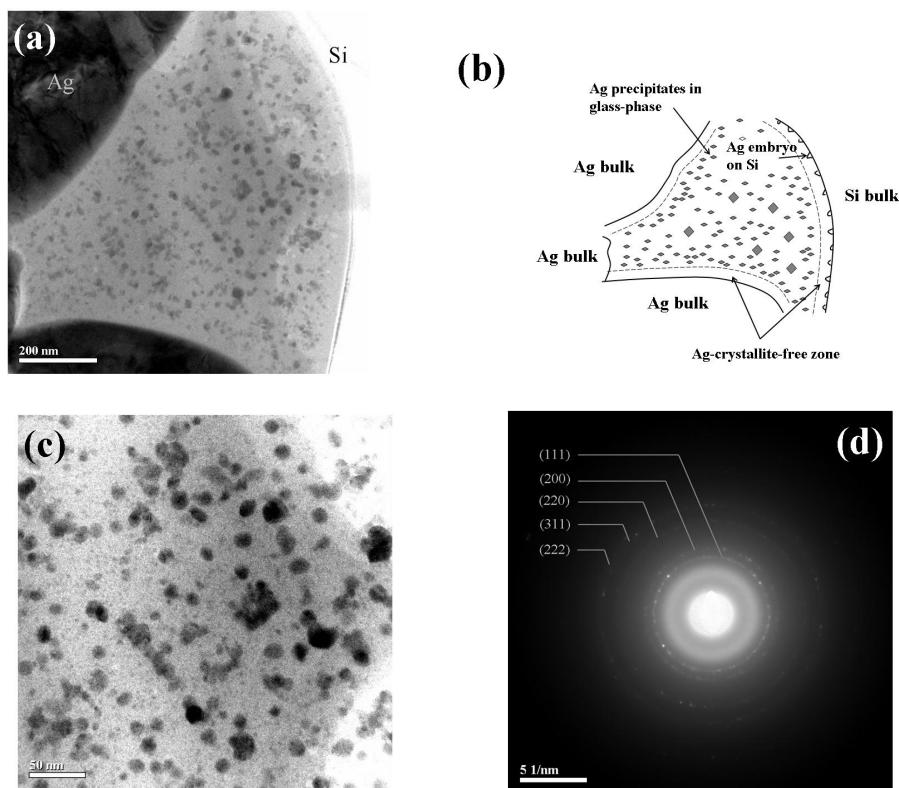 (a)
Ag
Si
200 nm
(b)
Ag precipitates in
glass-phase
Ag embryo
on Si
Ag bulk
Si bulk
Ag bulk
Ag bulk
Ag-crystallite-free zone
(c)
50 nm
(d)
(111)
(200)
(220)
(311)
(222)
5 1/nm